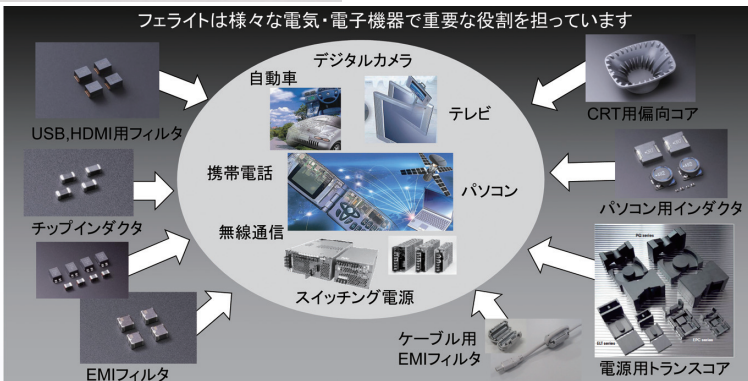 フェライトは様々な電気・電子機器で重要な役割を担っています
デジタルカメラ
自動車
テレビ
携帯電話
パソコン
無線通信
スイッチング電源
USB,HDMI用フィルタ
チップインダクタ
EMIフィルタ
CRT用偏向コア
パソコン用インダクタ
PQ series
ELT series
EPC series
電源用トランスコア
ケーブル用
EMIフィルタ